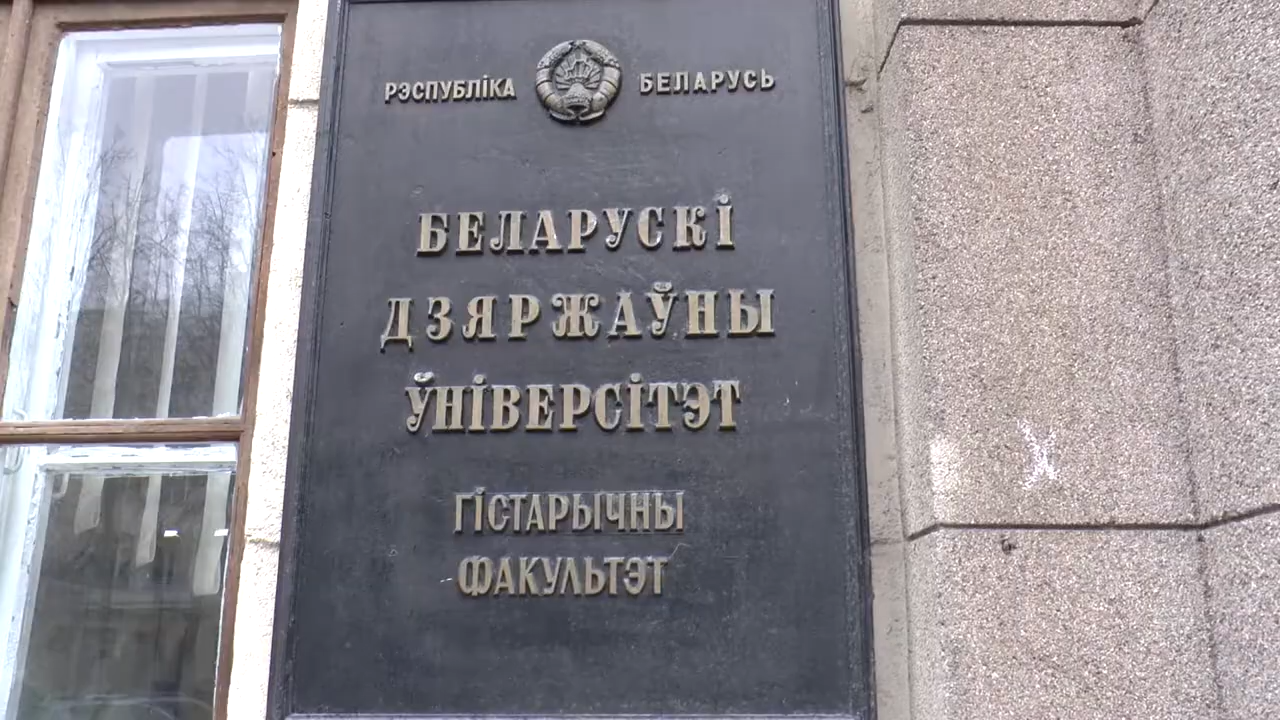 РЭСПУБЛІКА БЕЛАРУСЬ
БЕЛАРУСКІ
ДЗЯРЖАЎНЫ
ЎНІВЕРСІТЭТ
ГІСТАРЫЧНЫ
ФАКУЛЬТЭТ